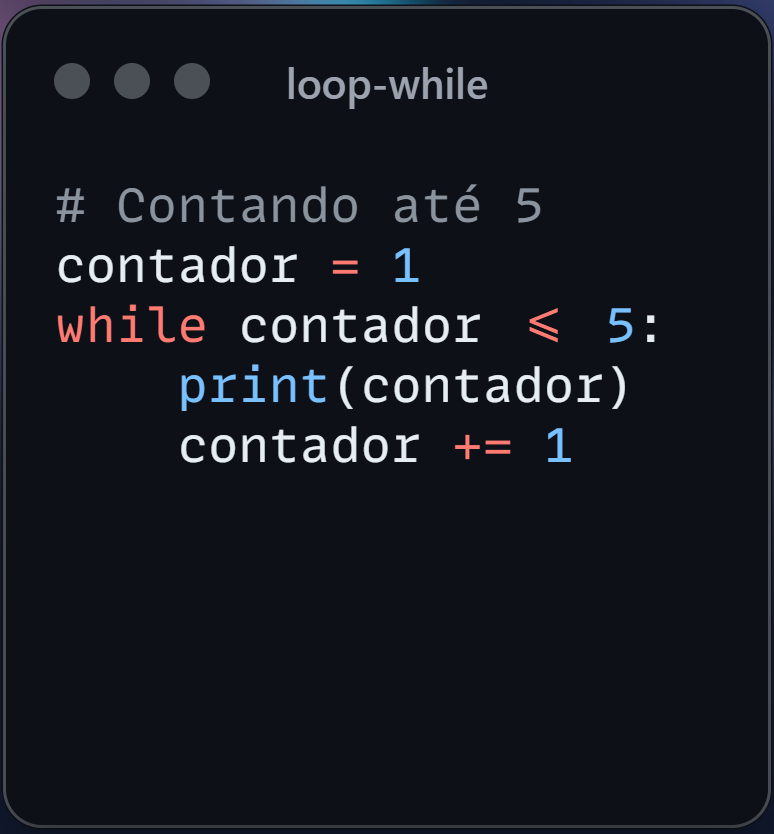 loop-while
# Contando até 5
contador = 1
while contador <= 5:
    print(contador)
    contador += 1